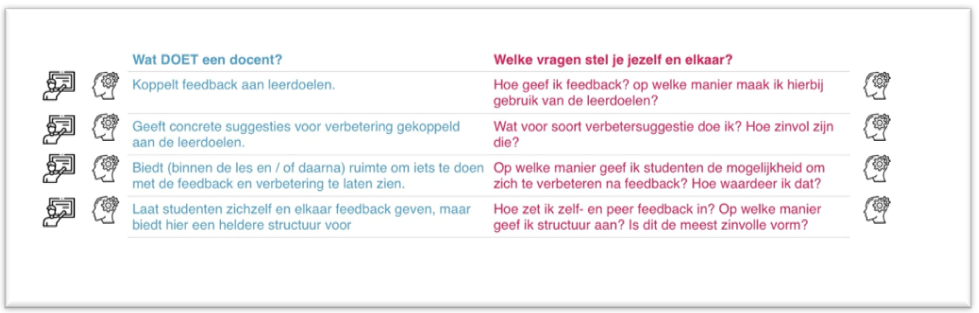 Wat DOET een docent? Welke vragen stel je jezelf en elkaar?
Koppelt feedback aan leerdoelen. Hoe geef ik feedback? op welke manier maak ik hierbij
gebruik van de leerdoelen?
Geeft concrete suggesties voor verbetering gekoppeld
aan de leerdoelen.
Wat voor soort verbetersuggestie doe ik? Hoe zinvol zijn
die?
Biedt (binnen de les en / of daarna) ruimte om iets te doen
met de feedback en verbetering te laten zien.
Op welke manier geef ik studenten de mogelijkheid om
zich te verbeteren na feedback? Hoe waardeer ik dat?
Laat studenten zichzelf en elkaar feedback geven, maar
biedt hier een heldere structuur voor
Hoe zet ik zelf- en peer feedback in? Op welke manier
geef ik structuur aan? Is dit de meest zinvolle vorm?